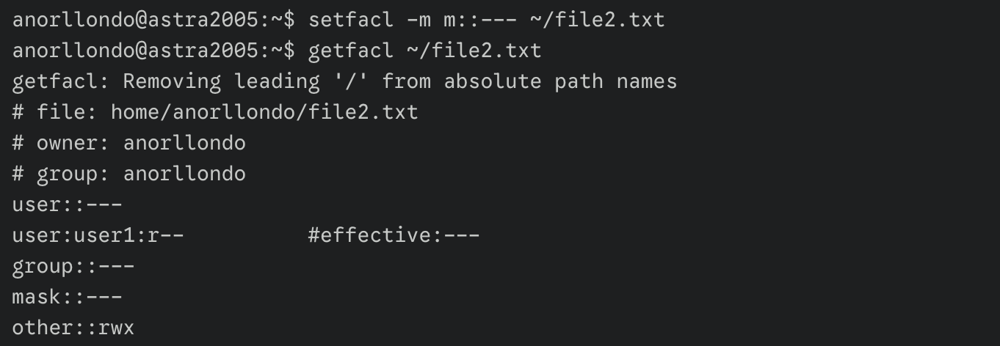 anorllondo@astra2005:~$ setfacl -m m::--- ~/file2.txt
anorllondo@astra2005:~$ getfacl ~/file2.txt
getfacl: Removing leading '/' from absolute path names
# file: home/anorllondo/file2.txt
# owner: anorllondo
# group: anorllondo
user::---
user:user1:r--          #effective:---
group::---
mask::---
other::rwx